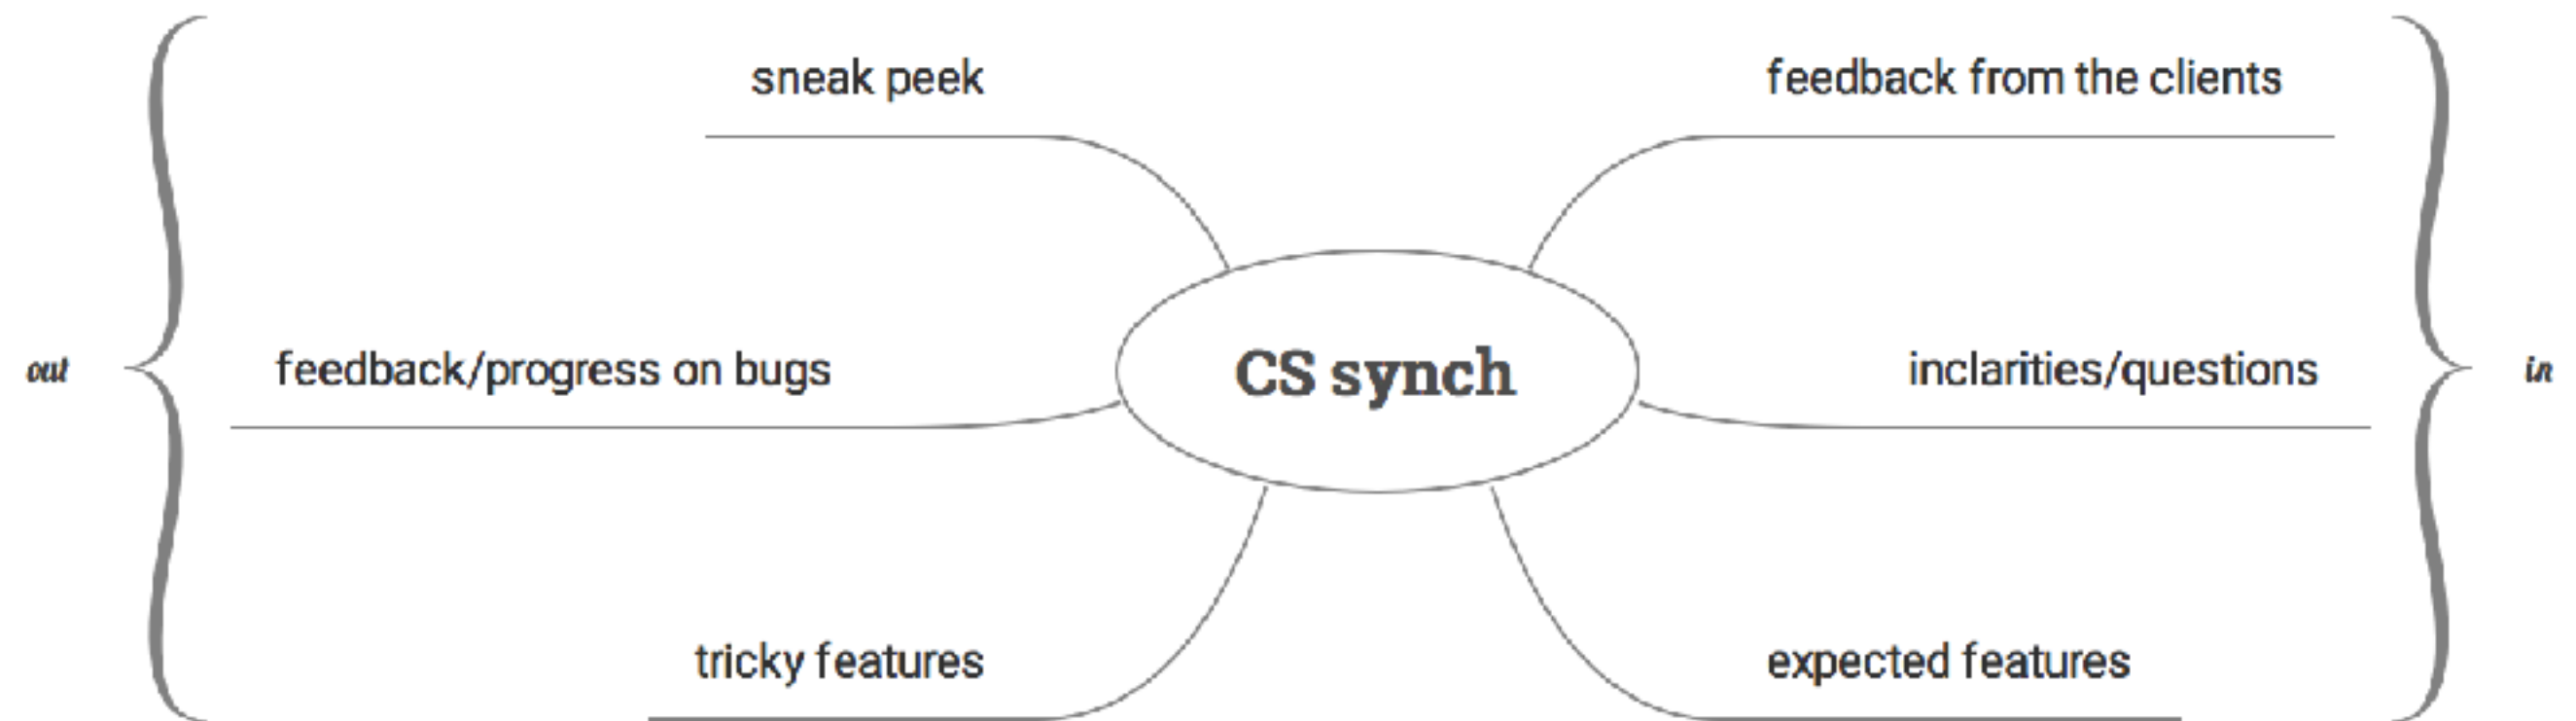 sneak peek
feedback from the clients
out
feedback/progress on bugs
CS synch
inclarities/questions
in
tricky features
expected features